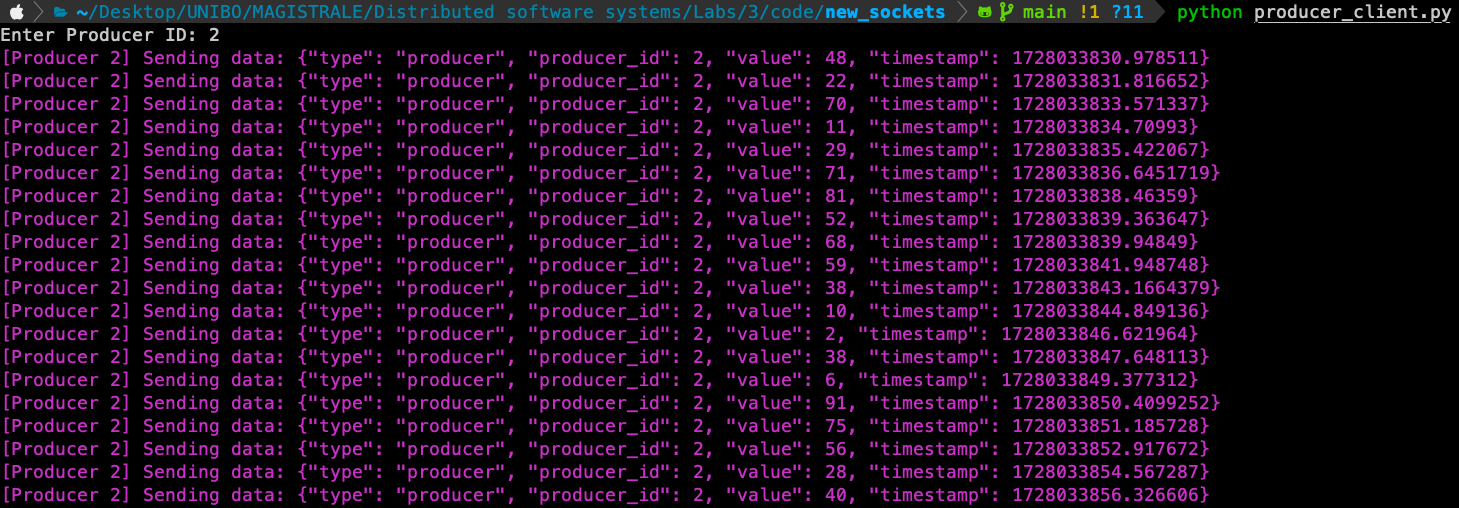 ~/Desktop/UNIBO/MAGISTRALE/Distributed software systems/Labs/3/code/new_sockets main !1 ?11 python producer_client.py
Enter Producer ID: 2
[Producer 2] Sending data: {"type": "producer", "producer_id": 2, "value": 48, "timestamp": 1728033830.978511}
[Producer 2] Sending data: {"type": "producer", "producer_id": 2, "value": 22, "timestamp": 1728033831.816652}
[Producer 2] Sending data: {"type": "producer", "producer_id": 2, "value": 70, "timestamp": 1728033833.571337}
[Producer 2] Sending data: {"type": "producer", "producer_id": 2, "value": 11, "timestamp": 1728033834.70993}
[Producer 2] Sending data: {"type": "producer", "producer_id": 2, "value": 29, "timestamp": 1728033835.422067}
[Producer 2] Sending data: {"type": "producer", "producer_id": 2, "value": 71, "timestamp": 1728033836.6451719}
[Producer 2] Sending data: {"type": "producer", "producer_id": 2, "value": 81, "timestamp": 1728033838.46359}
[Producer 2] Sending data: {"type": "producer", "producer_id": 2, "value": 52, "timestamp": 1728033839.363647}
[Producer 2] Sending data: {"type": "producer", "producer_id": 2, "value": 68, "timestamp": 1728033839.94849}
[Producer 2] Sending data: {"type": "producer", "producer_id": 2, "value": 59, "timestamp": 1728033841.948748}
[Producer 2] Sending data: {"type": "producer", "producer_id": 2, "value": 38, "timestamp": 1728033843.1664379}
[Producer 2] Sending data: {"type": "producer", "producer_id": 2, "value": 10, "timestamp": 1728033844.849136}
[Producer 2] Sending data: {"type": "producer", "producer_id": 2, "value": 2, "timestamp": 1728033846.621964}
[Producer 2] Sending data: {"type": "producer", "producer_id": 2, "value": 38, "timestamp": 1728033847.648113}
[Producer 2] Sending data: {"type": "producer", "producer_id": 2, "value": 6, "timestamp": 1728033849.377312}
[Producer 2] Sending data: {"type": "producer", "producer_id": 2, "value": 91, "timestamp": 1728033850.4099252}
[Producer 2] Sending data: {"type": "producer", "producer_id": 2, "value": 75, "timestamp": 1728033851.185728}
[Producer 2] Sending data: {"type": "producer", "producer_id": 2, "value": 56, "timestamp": 1728033852.917672}
[Producer 2] Sending data: {"type": "producer", "producer_id": 2, "value": 28, "timestamp": 1728033854.567287}
[Producer 2] Sending data: {"type": "producer", "producer_id": 2, "value": 40, "timestamp": 1728033856.326606}